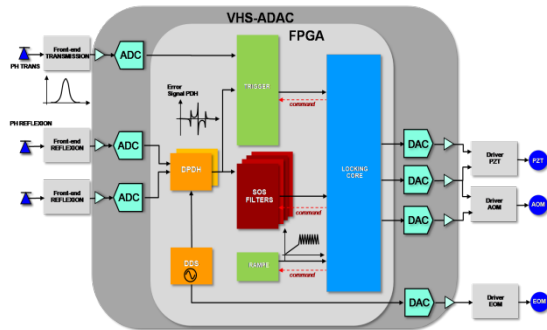 VHS-ADAC
FPGA
Front-end
TRANSMISSION
PH TRANS
ADC
Error
Signal PDH
TRIGGER
command
PH REFLEXION
Front-end
REFLEXION
ADC
DPDH
Front-end
REFLEXION
ADC
SOS
FILTERS
command
LOCKING
CORE
DAC
DAC
DAC
Driver
PZT
PZT
Driver
AOM
AOM
DDS
command
DAC
Driver
EOM
EOM